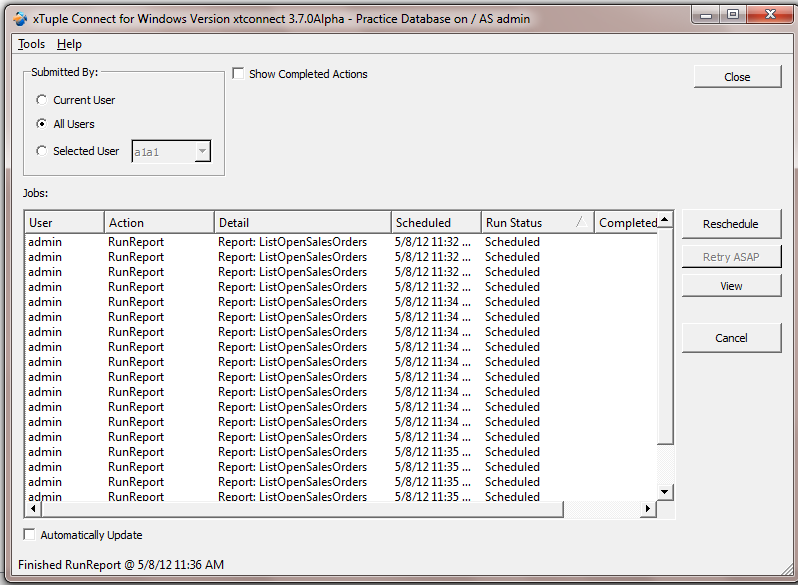 xTuple Connect for Windows Version xtconnect 3.7.0Alpha - Practice Database on / AS admin
Tools Help
Submitted By:
Show Completed Actions
Close
Current User
All Users
Selected User a1a1
Jobs:
User Action Detail Scheduled Run Status Completed
admin RunReport Report: ListOpenSalesOrders 5/8/12 11:32 ... Scheduled
admin RunReport Report: ListOpenSalesOrders 5/8/12 11:32 ... Scheduled
admin RunReport Report: ListOpenSalesOrders 5/8/12 11:32 ... Scheduled
admin RunReport Report: ListOpenSalesOrders 5/8/12 11:32 ... Scheduled
admin RunReport Report: ListOpenSalesOrders 5/8/12 11:34 ... Scheduled
admin RunReport Report: ListOpenSalesOrders 5/8/12 11:34 ... Scheduled
admin RunReport Report: ListOpenSalesOrders 5/8/12 11:34 ... Scheduled
admin RunReport Report: ListOpenSalesOrders 5/8/12 11:34 ... Scheduled
admin RunReport Report: ListOpenSalesOrders 5/8/12 11:34 ... Scheduled
admin RunReport Report: ListOpenSalesOrders 5/8/12 11:34 ... Scheduled
admin RunReport Report: ListOpenSalesOrders 5/8/12 11:34 ... Scheduled
admin RunReport Report: ListOpenSalesOrders 5/8/12 11:34 ... Scheduled
admin RunReport Report: ListOpenSalesOrders 5/8/12 11:34 ... Scheduled
admin RunReport Report: ListOpenSalesOrders 5/8/12 11:34 ... Scheduled
admin RunReport Report: ListOpenSalesOrders 5/8/12 11:35 ... Scheduled
admin RunReport Report: ListOpenSalesOrders 5/8/12 11:35 ... Scheduled
admin RunReport Report: ListOpenSalesOrders 5/8/12 11:35 ... Scheduled
admin RunReport Report: ListOpenSalesOrders 5/8/12 11:35 ... Scheduled
Reschedule
Retry ASAP
View
Cancel
Automatically Update
Finished RunReport @ 5/8/12 11:36 AM